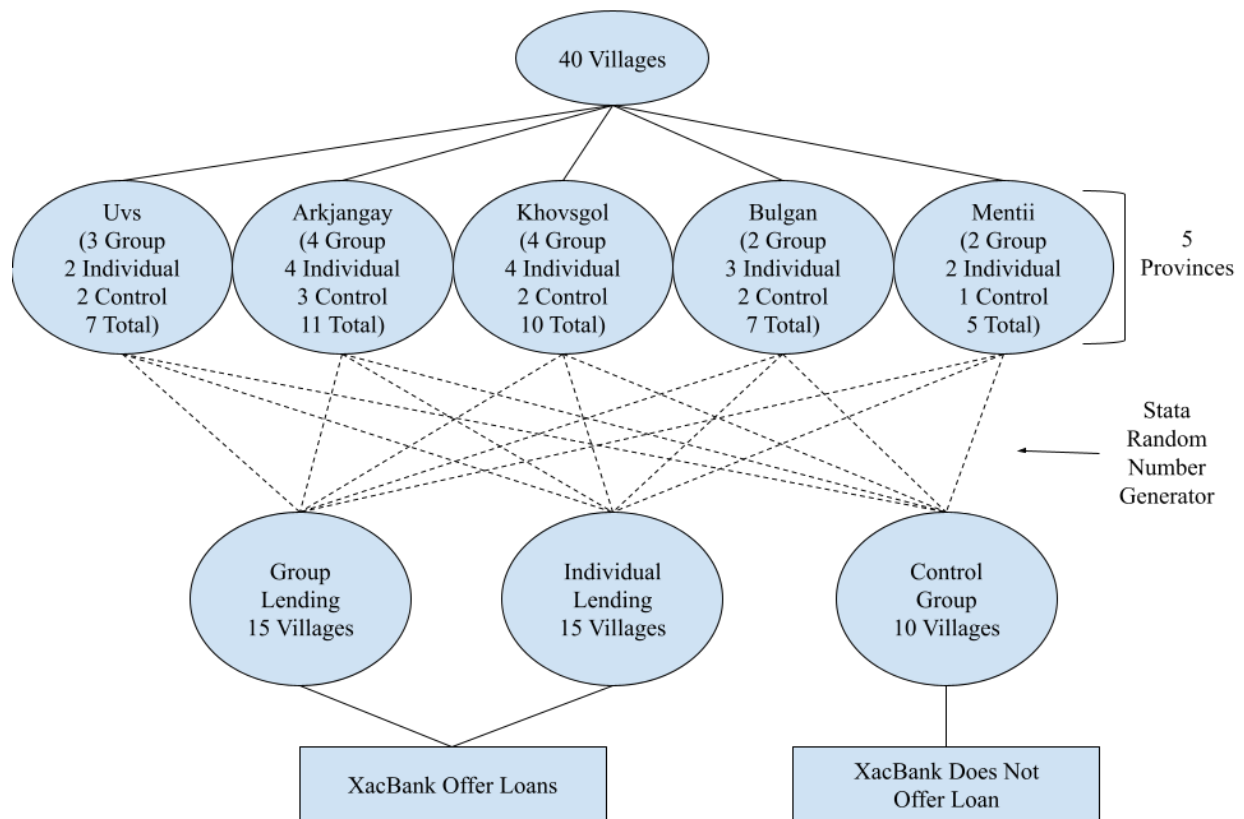 40 Villages
Uvs
(3 Group
2 Individual
2 Control
7 Total)
Arkjangay
(4 Group
4 Individual
3 Control
11 Total)
Khovsgol
(4 Group
4 Individual
2 Control
10 Total)
Bulgan
(2 Group
3 Individual
2 Control
7 Total)
Mentii
(2 Group
2 Individual
1 Control
5 Total)
5
Provinces
Stata
Random
Number
Generator
Group
Lending
15 Villages
Individual
Lending
15 Villages
Control
Group
10 Villages
XacBank Offer Loans
XacBank Does Not
Offer Loan